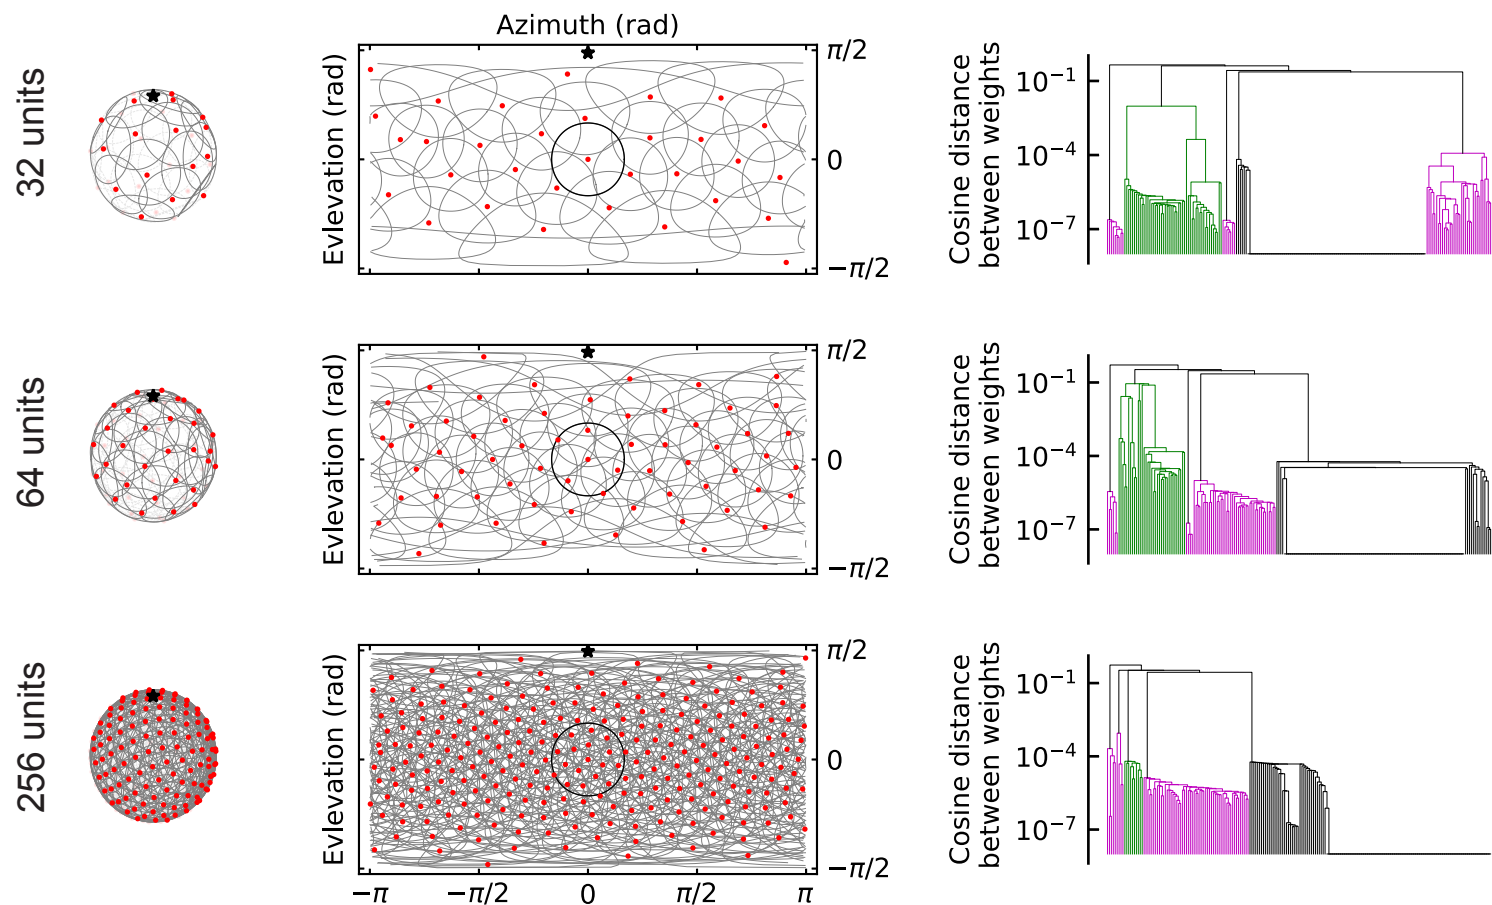 Azimuth (rad)
32 units
Evlevation (rad)
π/2
0
−π/2
Cosine distance
between weights
10⁻¹
10⁻⁴
10⁻⁷
64 units
Evlevation (rad)
π/2
0
−π/2
Cosine distance
between weights
10⁻¹
10⁻⁴
10⁻⁷
256 units
Evlevation (rad)
π/2
0
−π/2
Cosine distance
between weights
10⁻¹
10⁻⁴
10⁻⁷
−π −π/2 0 π/2 π